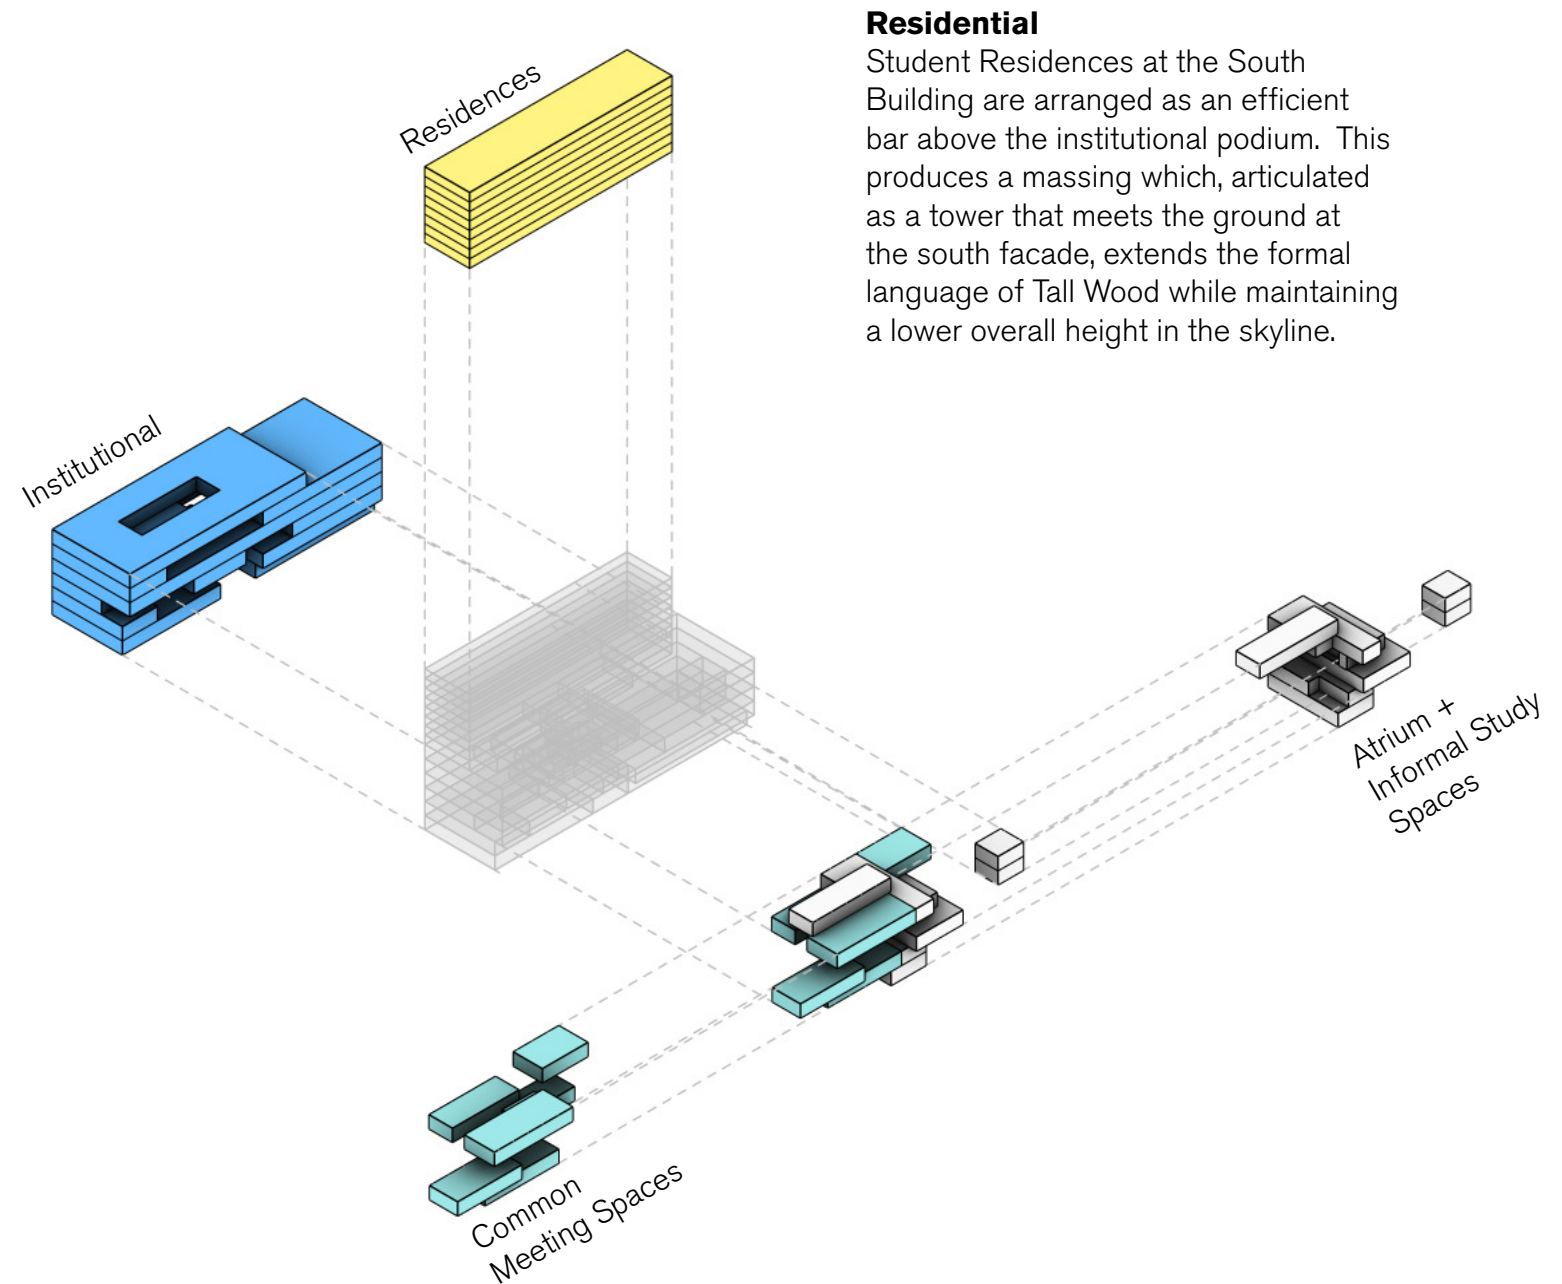 Residential
Student Residences at the South
Building are arranged as an efficient
bar above the institutional podium.  This
produces a massing which, articulated
as a tower that meets the ground at
the south facade, extends the formal
language of Tall Wood while maintaining
a lower overall height in the skyline.
Residences
Institutional
Atrium +
Informal Study
Spaces
Common
Meeting Spaces